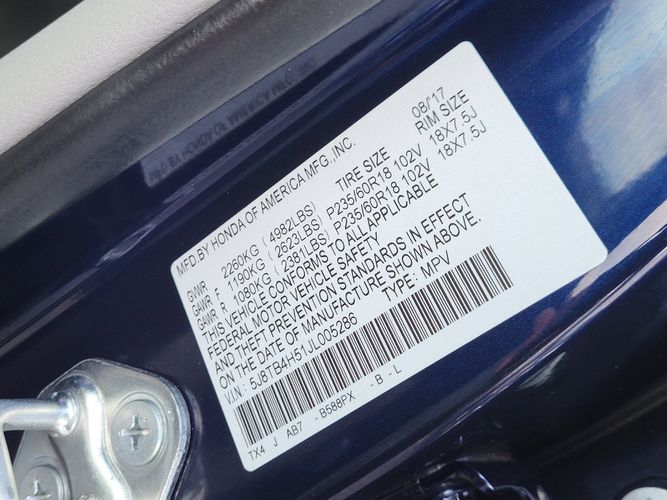 MFD.BY HONDA OF AMERICA MFG.,INC. 08/17
TIRE SIZE RIM SIZE
GVWR 2260KG ( 4982LBS)
GAWR F 1190KG ( 2623LBS) P235/60R18 102V 18X7.5J
GAWR R 1080KG ( 2381LBS) P235/60R18 102V 18X7.5J
THIS VEHICLE CONFORMS TO ALL APPLICABLE
FEDERAL MOTOR VEHICLE SAFETY
AND THEFT PREVENTION STANDARDS IN EFFECT
ON THE DATE OF MANUFACTURE SHOWN ABOVE.
V.I.N.: 5J8TB4H51JL005286 TYPE: MPV
TX4 J AB7 -B588PX -B -L